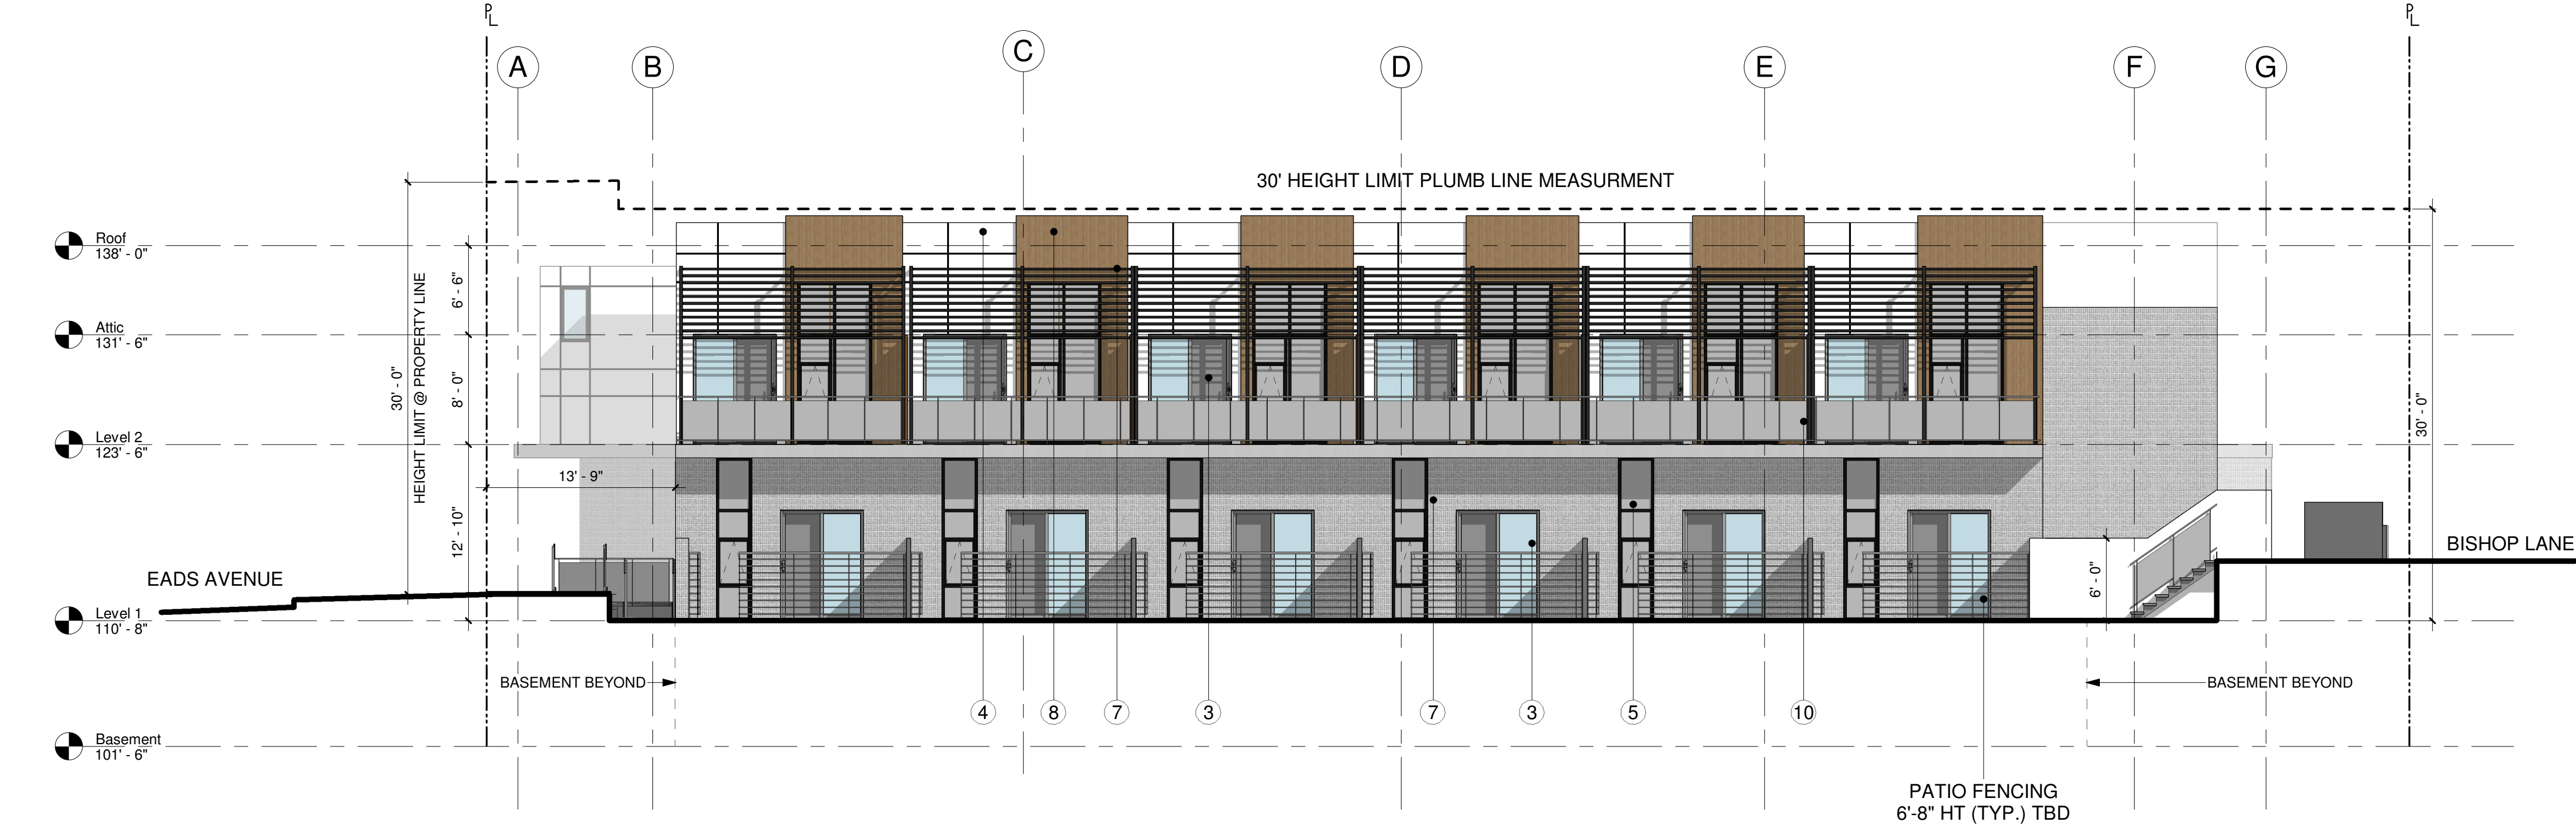 PL
PL
A
B
C
D
E
F
G
30' HEIGHT LIMIT PLUMB LINE MEASURMENT
Roof
138' - 0"
6' - 6"
Attic
131' - 6"
30' - 0"
HEIGHT LIMIT @ PROPERTY LINE
8' - 0"
30' - 0"
Level 2
123' - 6"
13' - 9"
12' - 10"
BISHOP LANE
EADS AVENUE
6' - 0"
Level 1
110' - 8"
BASEMENT BEYOND
BASEMENT BEYOND
4
8
7
3
7
3
5
10
Basement
101' - 6"
PATIO FENCING
6'-8" HT (TYP.) TBD